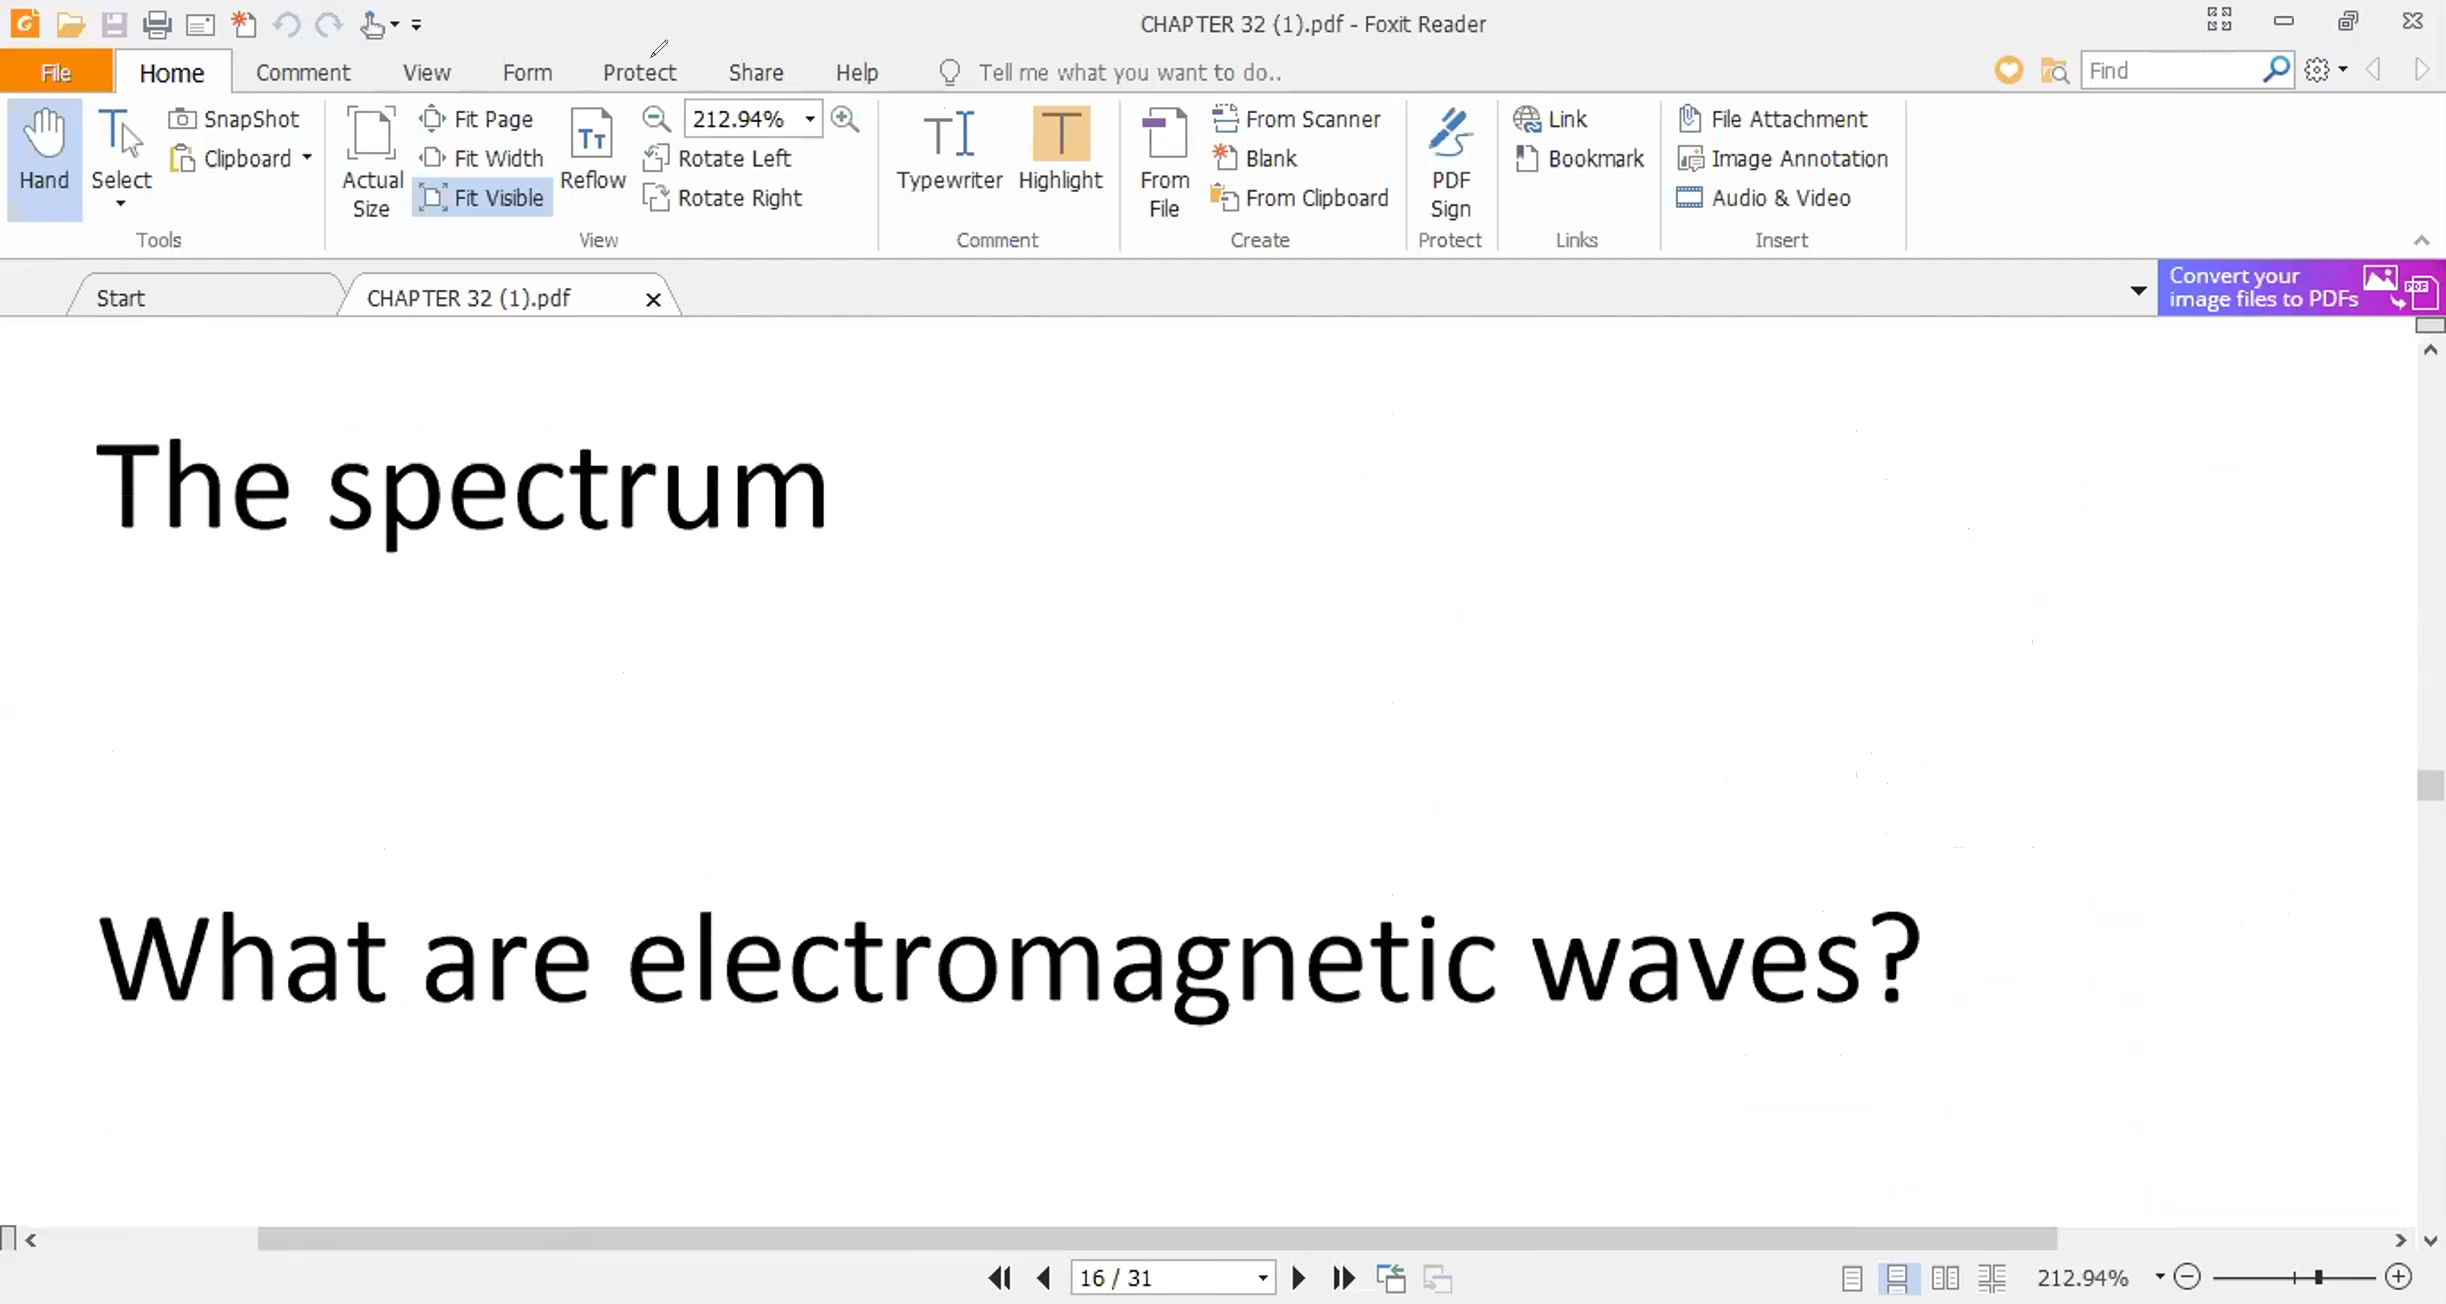 CHAPTER 32 (1).pdf - Foxit Reader
File Home Comment View Form Protect Share Help Tell me what you want to do.. Find
SnapShot Fit Page 212.94% From Scanner Link File Attachment
Clipboard Fit Width Rotate Left Blank Bookmark Image Annotation
Hand Select Actual Size Fit Visible Reflow Rotate Right Typewriter Highlight From File From Clipboard PDF Sign Audio & Video
Tools View Comment Create Protect Links Insert
Start CHAPTER 32 (1).pdf Convert your
image files to PDFs
PDF
The spectrum
What are electromagnetic waves?
16 / 31 212.94%